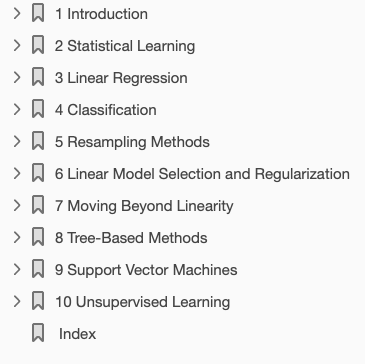 1 Introduction
2 Statistical Learning
3 Linear Regression
4 Classification
5 Resampling Methods
6 Linear Model Selection and Regularization
7 Moving Beyond Linearity
8 Tree-Based Methods
9 Support Vector Machines
10 Unsupervised Learning
Index